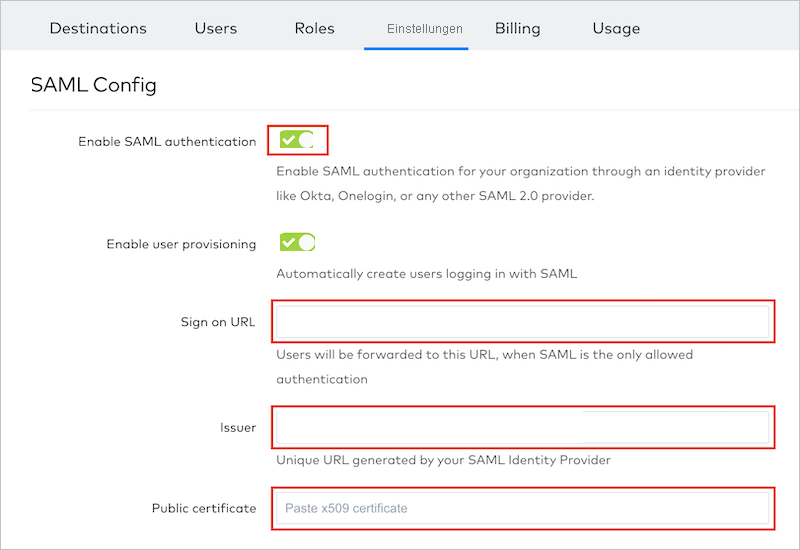 Destinations Users Roles Einstellungen Billing Usage
SAML Config
Enable SAML authentication
Enable SAML authentication for your organization through an identity provider
like Okta, Onelogin, or any other SAML 2.0 provider.
Enable user provisioning
Automatically create users logging in with SAML
Sign on URL
Users will be forwarded to this URL, when SAML is the only allowed
authentication
Issuer
Unique URL generated by your SAML Identity Provider
Public certificate
Paste x509 certificate